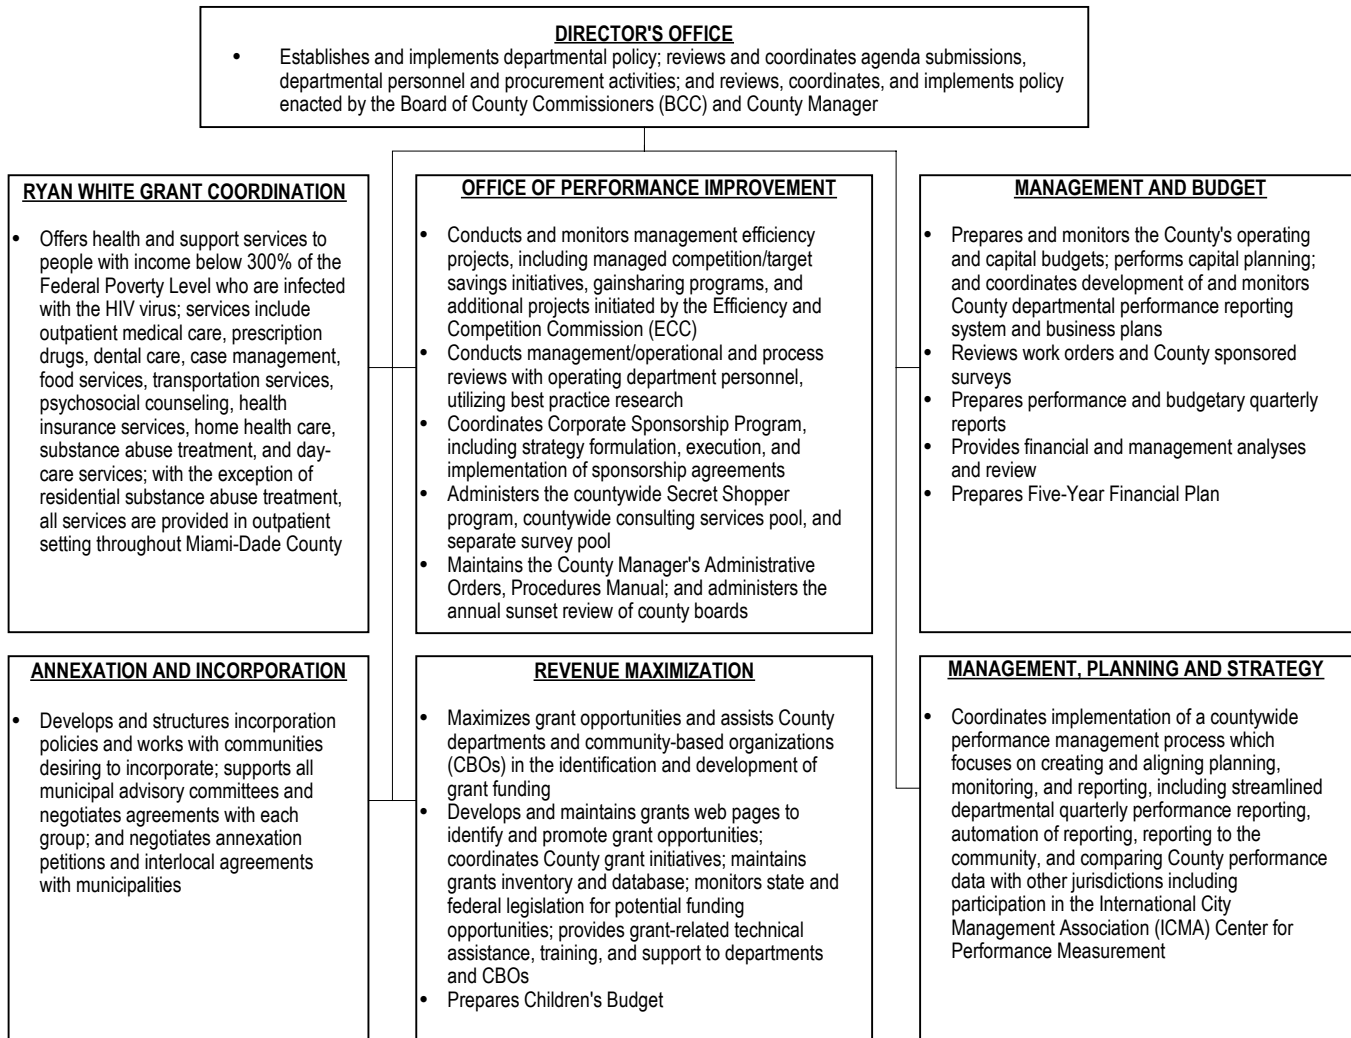 DIRECTOR'S OFFICE
• Establishes and implements departmental policy; reviews and coordinates agenda submissions,
departmental personnel and procurement activities; and reviews, coordinates, and implements policy
enacted by the Board of County Commissioners (BCC) and County Manager
RYAN WHITE GRANT COORDINATION
• Offers health and support services to
people with income below 300% of the
Federal Poverty Level who are infected
with the HIV virus; services include
outpatient medical care, prescription
drugs, dental care, case management,
food services, transportation services,
psychosocial counseling, health
insurance services, home health care,
substance abuse treatment, and day-
care services; with the exception of
residential substance abuse treatment,
all services are provided in outpatient
setting throughout Miami-Dade County
OFFICE OF PERFORMANCE IMPROVEMENT
• Conducts and monitors management efficiency
projects, including managed competition/target
savings initiatives, gainsharing programs, and
additional projects initiated by the Efficiency and
Competition Commission (ECC)
• Conducts management/operational and process
reviews with operating department personnel,
utilizing best practice research
• Coordinates Corporate Sponsorship Program,
including strategy formulation, execution, and
implementation of sponsorship agreements
• Administers the countywide Secret Shopper
program, countywide consulting services pool, and
separate survey pool
• Maintains the County Manager's Administrative
Orders, Procedures Manual; and administers the
annual sunset review of county boards
MANAGEMENT AND BUDGET
• Prepares and monitors the County's operating
and capital budgets; performs capital planning;
and coordinates development of and monitors
County departmental performance reporting
system and business plans
• Reviews work orders and County sponsored
surveys
• Prepares performance and budgetary quarterly
reports
• Provides financial and management analyses
and review
• Prepares Five-Year Financial Plan
ANNEXATION AND INCORPORATION
• Develops and structures incorporation
policies and works with communities
desiring to incorporate; supports all
municipal advisory committees and
negotiates agreements with each
group; and negotiates annexation
petitions and interlocal agreements
with municipalities
REVENUE MAXIMIZATION
• Maximizes grant opportunities and assists County
departments and community-based organizations
(CBOs) in the identification and development of
grant funding
• Develops and maintains grants web pages to
identify and promote grant opportunities;
coordinates County grant initiatives; maintains
grants inventory and database; monitors state and
federal legislation for potential funding
opportunities; provides grant-related technical
assistance, training, and support to departments
and CBOs
• Prepares Children's Budget
MANAGEMENT, PLANNING AND STRATEGY
• Coordinates implementation of a countywide
performance management process which
focuses on creating and aligning planning,
monitoring, and reporting, including streamlined
departmental quarterly performance reporting,
automation of reporting, reporting to the
community, and comparing County performance
data with other jurisdictions including
participation in the International City
Management Association (ICMA) Center for
Performance Measurement